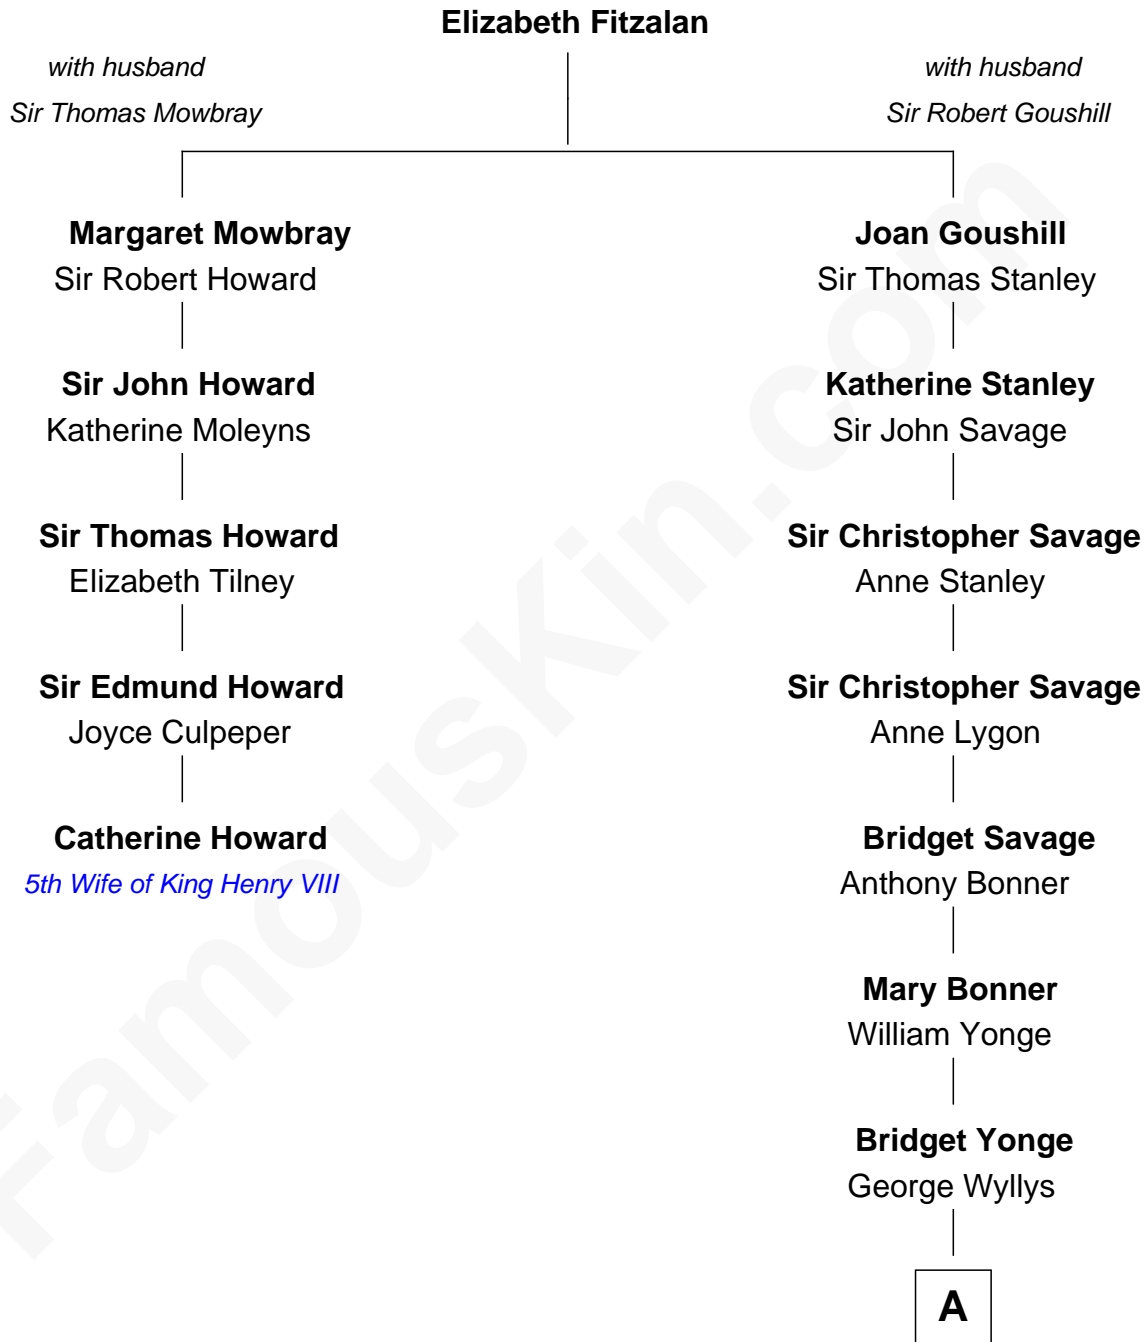 Elizabeth Fitzalan
with husband
Sir Thomas Mowbray
with husband
Sir Robert Goushill
Margaret Mowbray
Sir Robert Howard
Joan Goushill
Sir Thomas Stanley
Sir John Howard
Katherine Moleyns
Katherine Stanley
Sir John Savage
Sir Thomas Howard
Elizabeth Tilney
Sir Christopher Savage
Anne Stanley
Sir Edmund Howard
Joyce Culpeper
Sir Christopher Savage
Anne Lygon
Catherine Howard
5th Wife of King Henry VIII
Bridget Savage
Anthony Bonner
Mary Bonner
William Yonge
Bridget Yonge
George Wyllys
A
FamousKin.com